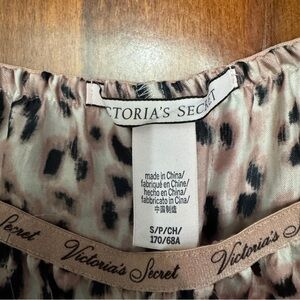 VICTORIA'S SECRET
made in China/
fabriqué en Chine/
hecho en China/
fabbricato in Cina/
中国制造
S/P/CH/
170/68A
Secret Victoria's Secret Victoria's Secret